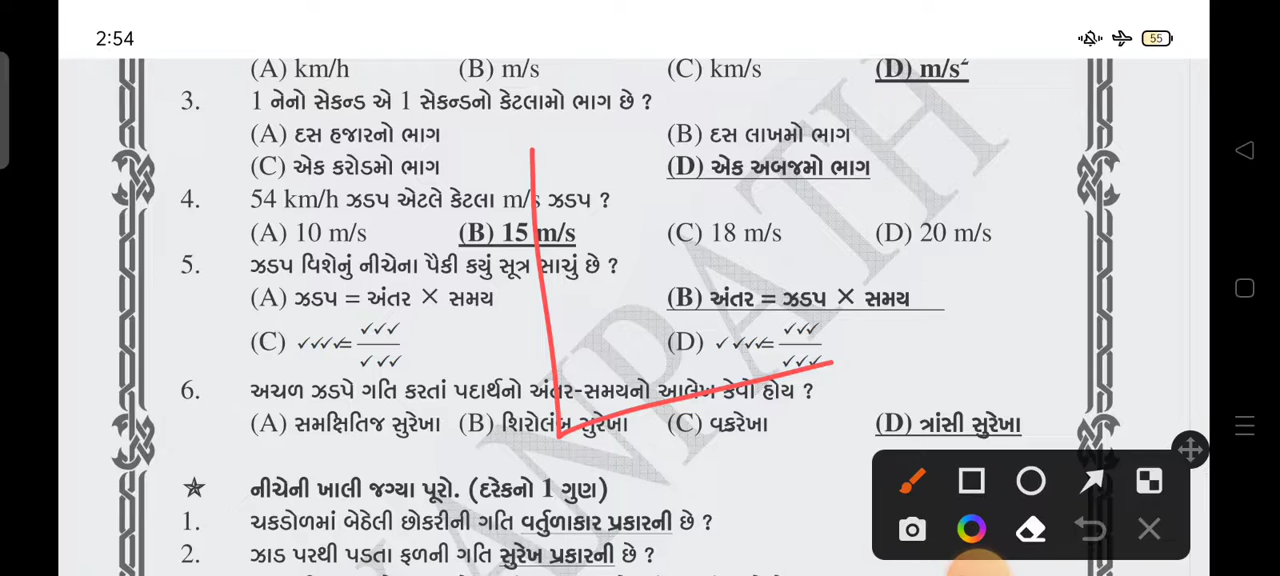 2:54
55
(A) km/h (B) m/s (C) km/s (D) m/s²
3. 1 નેનો સેકન્ડ એ 1 સેકન્ડનો કેટલામો ભાગ છે ?
(A) દસ હજારનો ભાગ (B) દસ લાખમો ભાગ
(C) એક કરોડમો ભાગ (D) એક અબજમો ભાગ
4. 54 km/h ઝડપ એટલે કેટલા m/s ઝડપ ?
(A) 10 m/s (B) 15 m/s (C) 18 m/s (D) 20 m/s
5. ઝડપ વિશેનું નીચેના પૈકી કયું સૂત્ર સાચું છે ?
(A) ઝડપ = અંતર × સમય (B) અંતર = ઝડપ × સમય
(C) ✓✓✓✓= ✓✓✓ / ✓ ✓✓ (D) ✓ ✓✓✓= ✓✓✓ / ✓✓✓
6. અચળ ઝડપે ગતિ કરતાં પદાર્થનો અંતર-સમયનો આલેખ કેવો હોય ?
(A) સમક્ષિતિજ સુરેખા (B) શિરોલંબ સુરેખા (C) વક્રરેખા (D) ત્રાંસી સુરેખા
નીચેની ખાલી જગ્યા પૂરો. (દરેકનો 1 ગુણ)
1. ચકડોળમાં બેઠેલી છોકરીની ગતિ વર્તુળાકાર પ્રકારની છે ?
2. ઝાડ પરથી પડતા ફળની ગતિ સુરેખ પ્રકારની છે ?